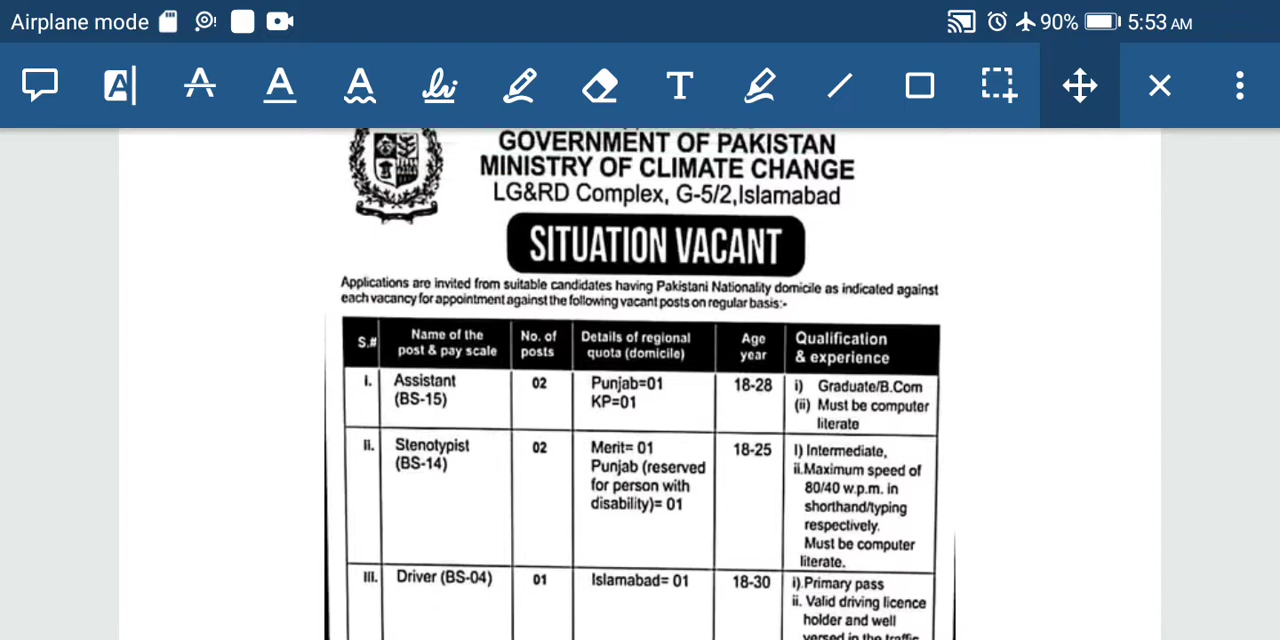 Airplane mode 90% 5:53 AM
GOVERNMENT OF PAKISTAN
MINISTRY OF CLIMATE CHANGE
LG&RD Complex, G-5/2,Islamabad
SITUATION VACANT
Applications are invited from suitable candidates having Pakistani Nationality domicile as indicated against
each vacancy for appointment against the following vacant posts on regular basis:-
S.# Name of the post & pay scale No. of posts Details of regional quota (domicile) Age year Qualification & experience
I. Assistant 02 Punjab=01 18-28 i) Graduate/B.Com
(BS-15) KP=01 (ii) Must be computer
literate
II. Stenotypist 02 Merit= 01 18-25 I) Intermediate,
(BS-14) Punjab (reserved ii.Maximum speed of
for person with 80/40 w.p.m. in
disability)= 01 shorthand/typing
respectively.
Must be computer
literate.
III. Driver (BS-04) 01 Islamabad= 01 18-30 i).Primary pass
ii. Valid driving licence
holder and well
versed in the traffic